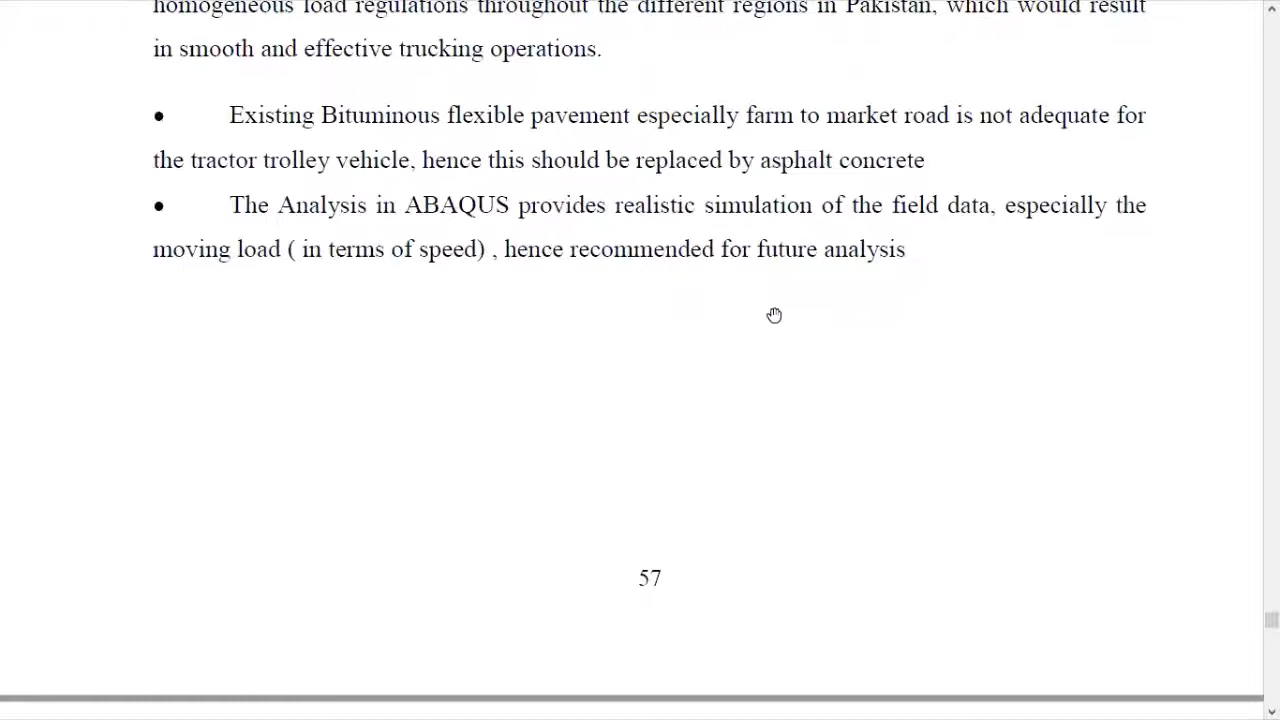 homogeneous load regulations throughout the different regions in Pakistan, which would result
in smooth and effective trucking operations.
• Existing Bituminous flexible pavement especially farm to market road is not adequate for
the tractor trolley vehicle, hence this should be replaced by asphalt concrete
• The Analysis in ABAQUS provides realistic simulation of the field data, especially the
moving load ( in terms of speed) , hence recommended for future analysis
57